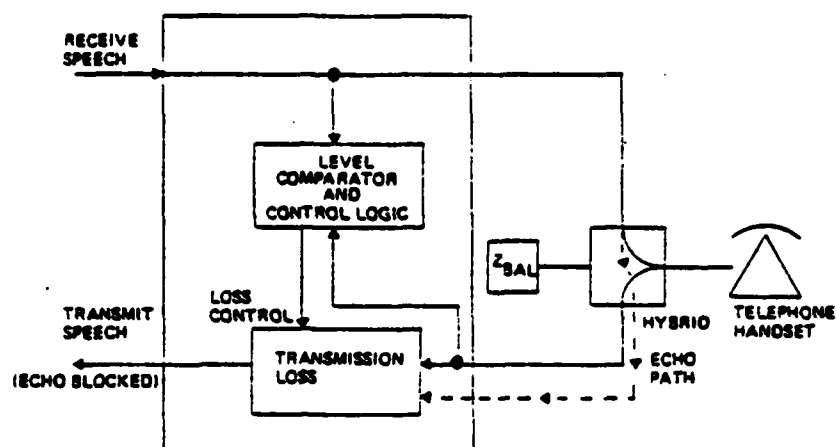 RECEIVE
SPEECH
LEVEL
COMPARATOR
AND
CONTROL LOGIC
Z BAL
HYBRID
TELEPHONE
HANDSET
LOSS
CONTROL
TRANSMIT
SPEECH
TRANSMISSION
LOSS
ECHO
PATH
(ECHO BLOCKED)